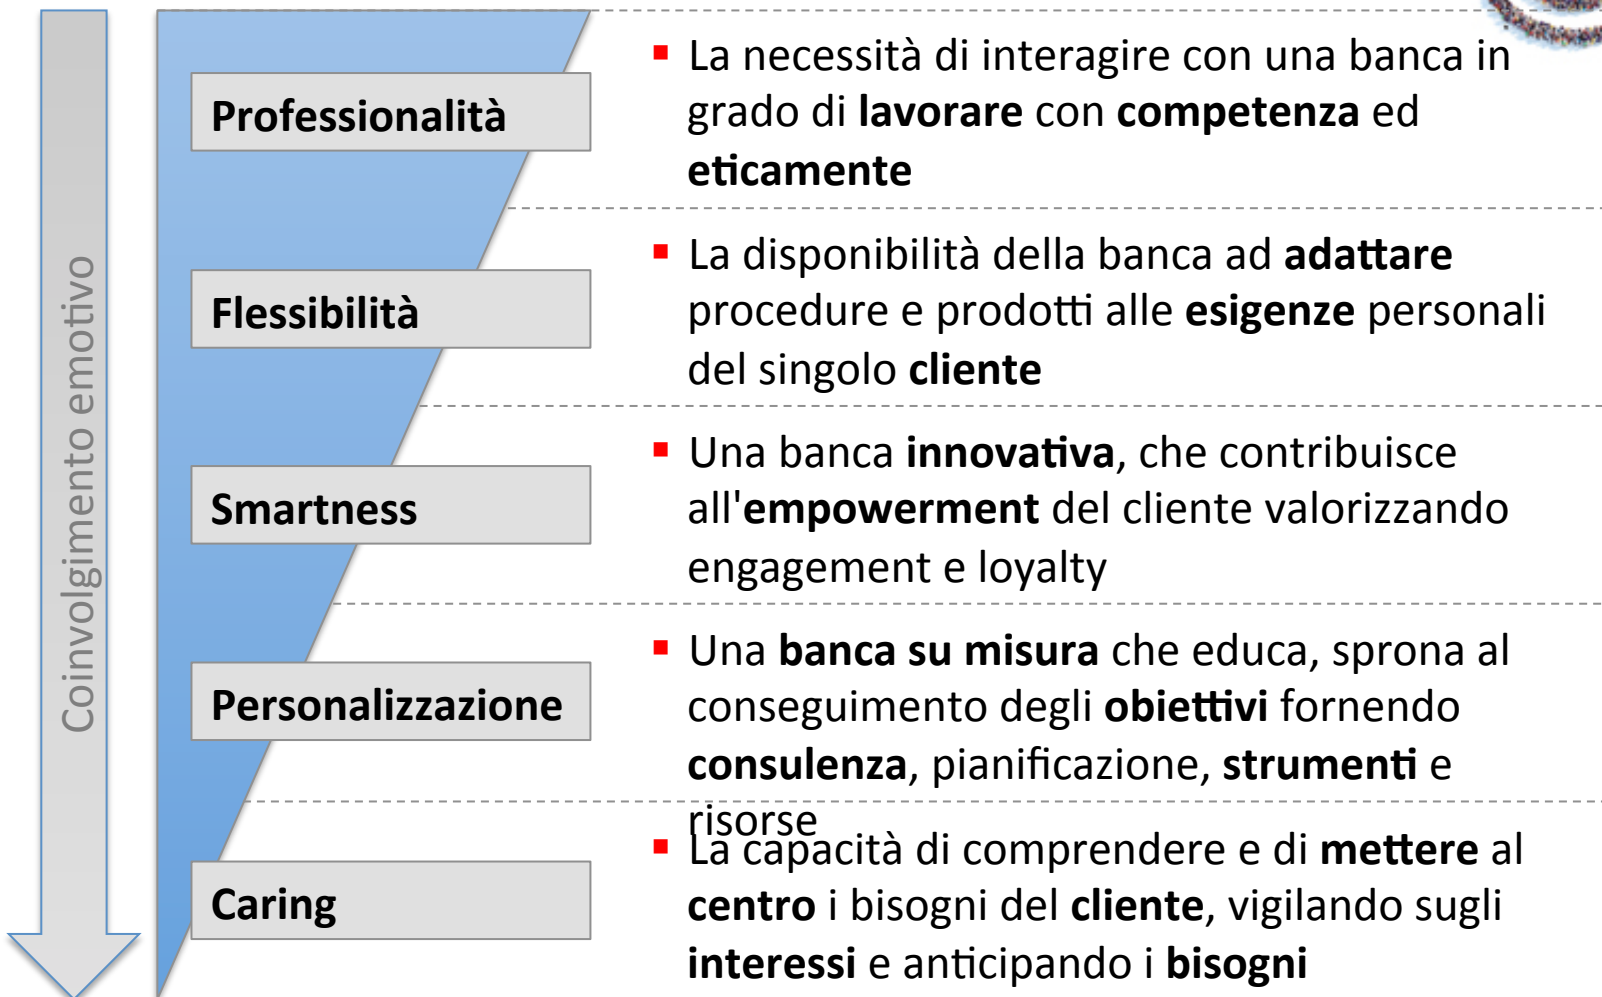 Coinvolgimento emotivo
Professionalità
La necessità di interagire con una banca in
grado di lavorare con competenza ed
eticamente
Flessibilità
La disponibilità della banca ad adattare
procedure e prodotti alle esigenze personali
del singolo cliente
Smartness
Una banca innovativa, che contribuisce
all'empowerment del cliente valorizzando
engagement e loyalty
Personalizzazione
Una banca su misura che educa, sprona al
conseguimento degli obiettivi fornendo
consulenza, pianificazione, strumenti e
risorse
Caring
La capacità di comprendere e di mettere al
centro i bisogni del cliente, vigilando sugli
interessi e anticipando i bisogni